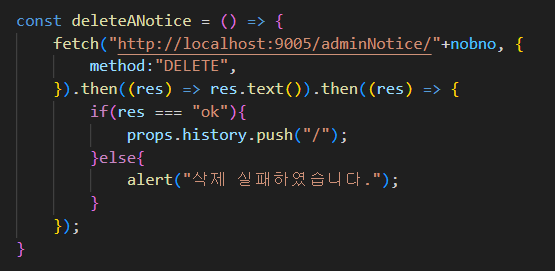 const deleteANotice = () => {
    fetch("http://localhost:9005/adminNotice/"+nobno, {
        method:"DELETE",
    }).then((res) => res.text()).then((res) => {
        if(res === "ok"){
            props.history.push("/");
        }else{
            alert("삭제 실패하였습니다.");
        }
    });
}